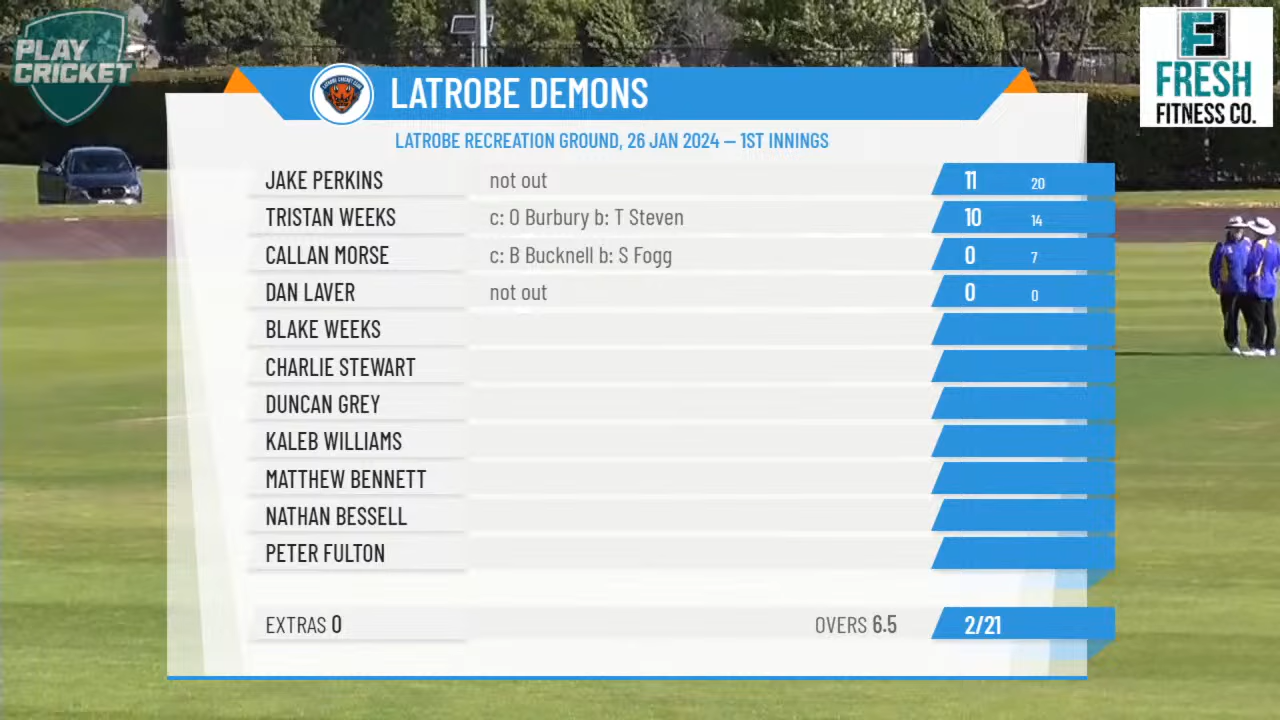 PLAY
CRICKET
LATROBE DEMONS
FRESH
FITNESS CO.
LATROBE RECREATION GROUND, 26 JAN 2024 – 1ST INNINGS
JAKE PERKINS not out 11 20
TRISTAN WEEKS c: O Burbury b: T Steven 10 14
CALLAN MORSE c: B Bucknell b: S Fogg 0 7
DAN LAVER not out 0 0
BLAKE WEEKS
CHARLIE STEWART
DUNCAN GREY
KALEB WILLIAMS
MATTHEW BENNETT
NATHAN BESSELL
PETER FULTON
EXTRAS 0 OVERS 6.5 2/21